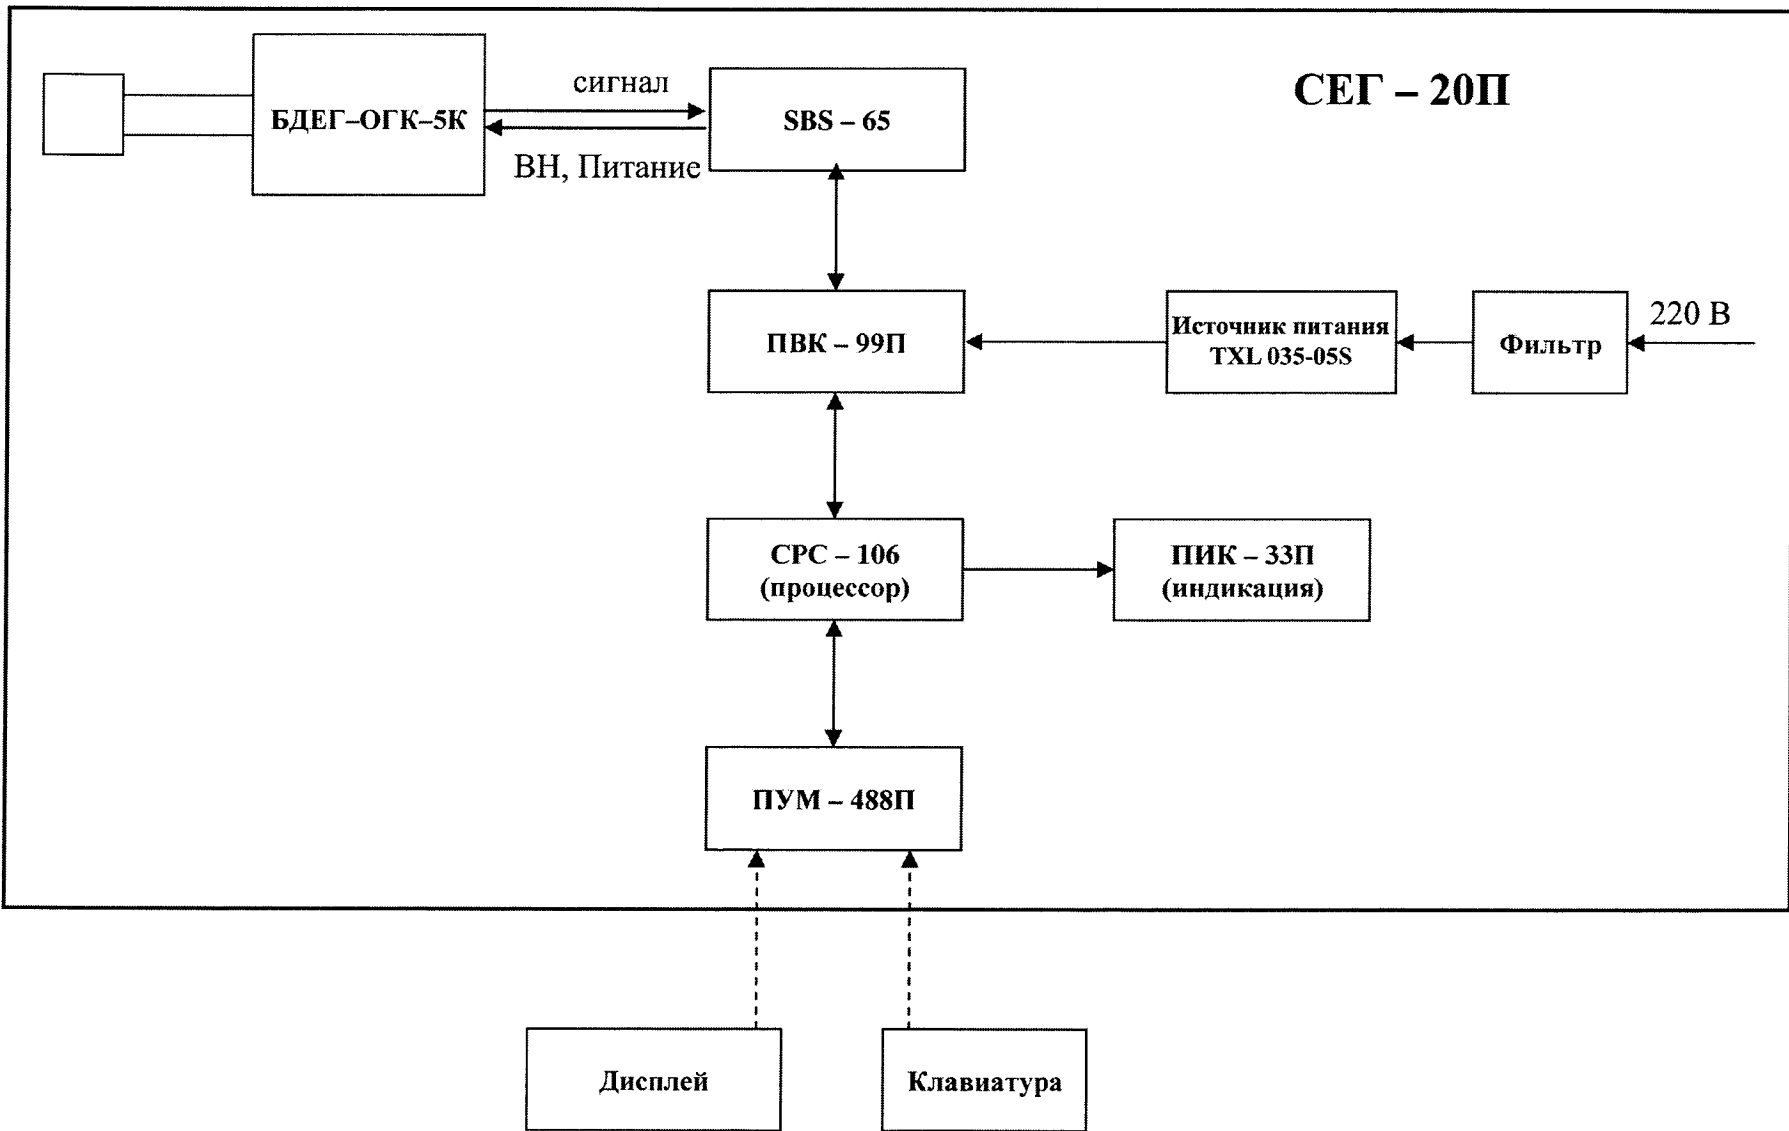 СЕГ – 20П
сигнал
БДЕГ–ОГК–5К
SBS – 65
ВН, Питание
ПВК – 99П
Источник питания
TXL 035-05S
Фильтр
220 В
СРС – 106
(процессор)
ПИК – 33П
(индикация)
ПУМ – 488П
Дисплей
Клавиатура